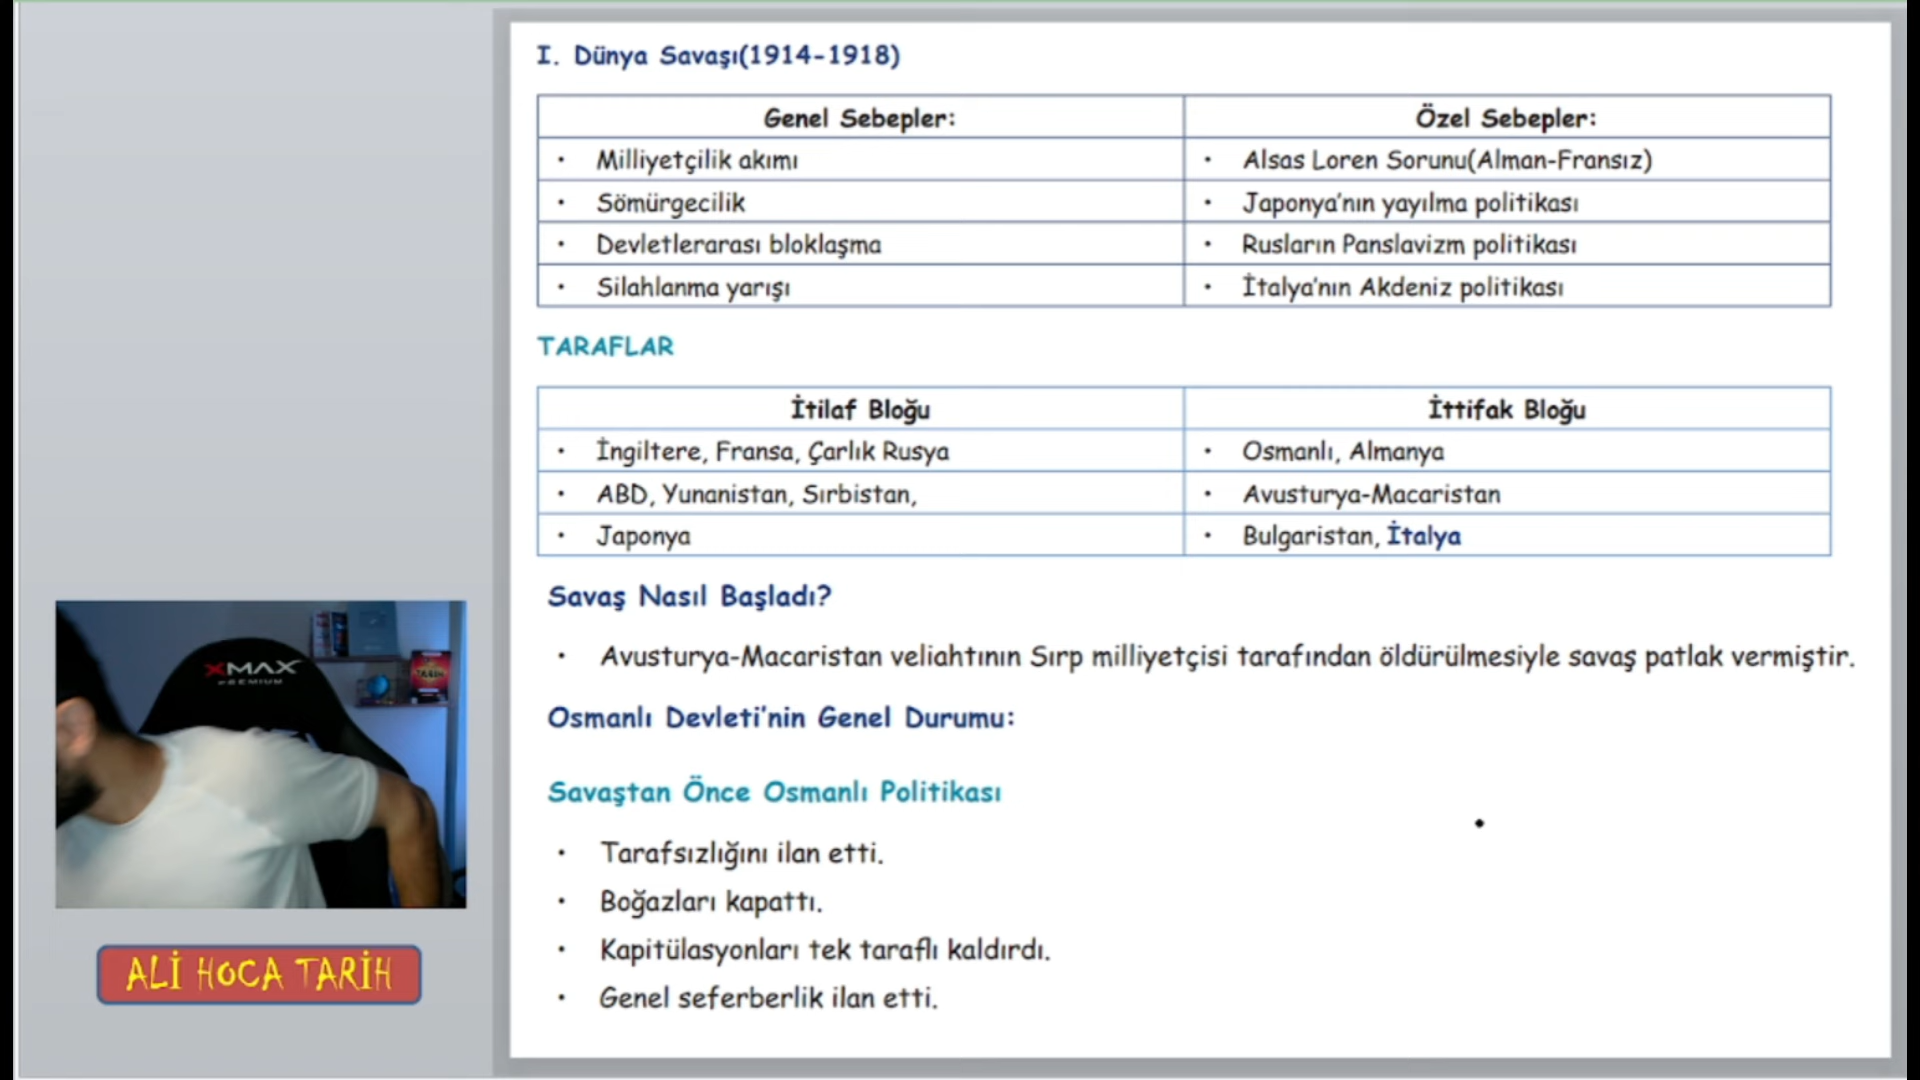 I. Dünya Savaşı(1914-1918)
Genel Sebepler:
Özel Sebepler:
• Milliyetçilik akımı
• Alsas Loren Sorunu(Alman-Fransız)
• Sömürgecilik
• Japonya'nın yayılma politikası
• Devletlerarası bloklaşma
• Rusların Panslavizm politikası
• Silahlanma yarışı
• İtalya'nın Akdeniz politikası
TARAFLAR
İtilaf Bloğu
İttifak Bloğu
• İngiltere, Fransa, Çarlık Rusya
• Osmanlı, Almanya
• ABD, Yunanistan, Sırbistan,
• Avusturya-Macaristan
• Japonya
• Bulgaristan, İtalya
Savaş Nasıl Başladı?
• Avusturya-Macaristan veliahtının Sırp milliyetçisi tarafından öldürülmesiyle savaş patlak vermiştir.
Osmanlı Devleti'nin Genel Durumu:
Savaştan Önce Osmanlı Politikası
• Tarafsızlığını ilan etti.
• Boğazları kapattı.
• Kapitülasyonları tek taraflı kaldırdı.
• Genel seferberlik ilan etti.
XMAX
PREMIUM
TARİH
ALİ HOCA TARİH